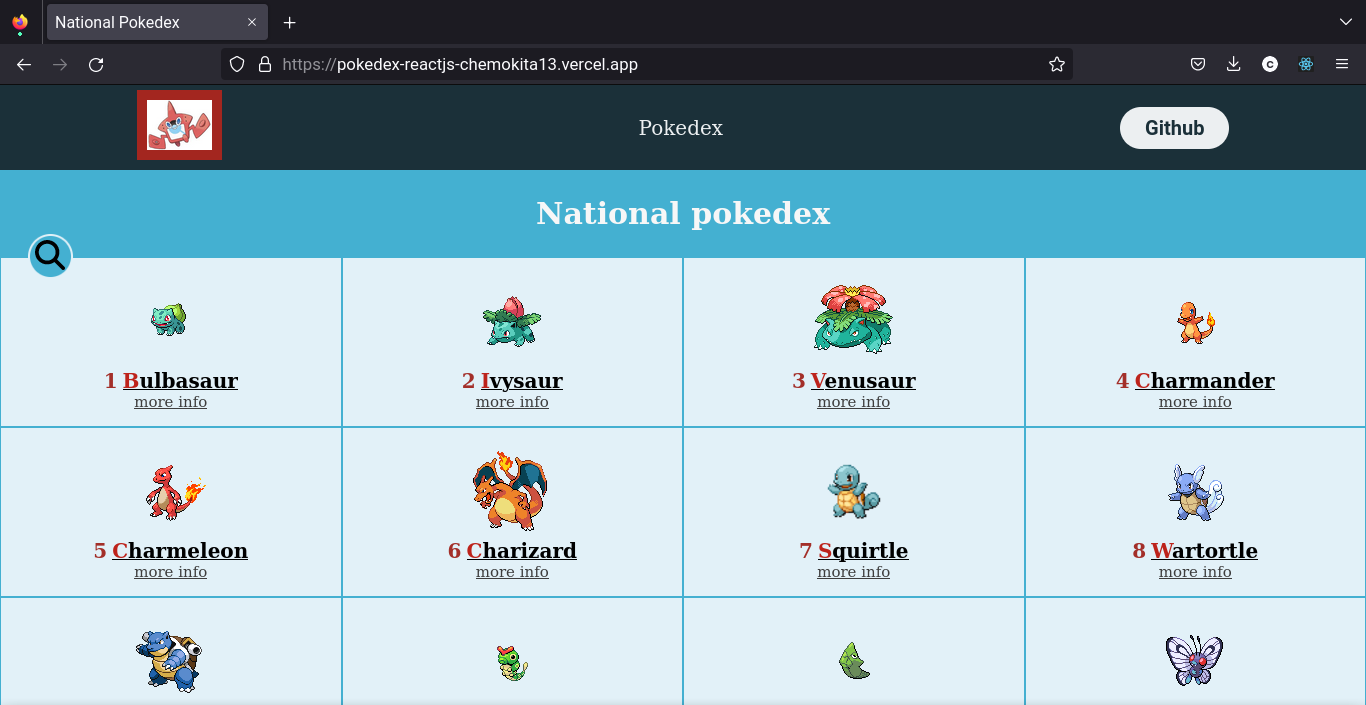 National Pokedex
https://pokedex-reactjs-chemokita13.vercel.app
C
Pokedex
Github
National pokedex
1 Bulbasaur
more info
2 Ivysaur
more info
3 Venusaur
more info
4 Charmander
more info
5 Charmeleon
more info
6 Charizard
more info
7 Squirtle
more info
8 Wartortle
more info